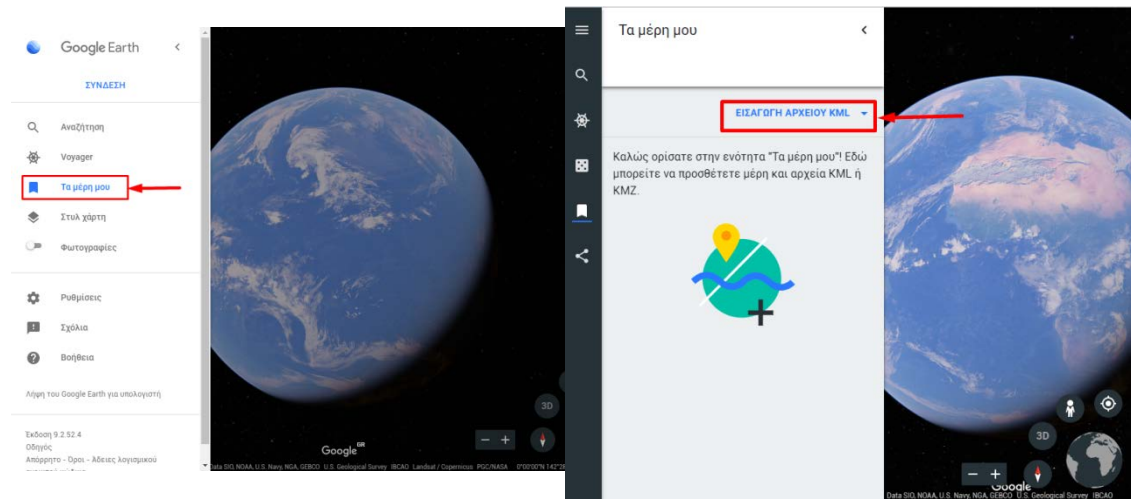 Google Earth
ΣΥΝΔΕΣΗ
Αναζήτηση
Voyager
Τα μέρη μου
Στυλ χάρτη
Φωτογραφίες
Ρυθμίσεις
Σχόλια
Βοήθεια
Λήψη του Google Earth για υπολογιστή
Έκδοση 9.2.52.4
Οδηγός
Απόρρητο - Όροι - Άδειες λογισμικού
3D
Google GR
Data SIO, NOAA, U.S. Navy, NGA, GEBCO U.S. Geological Survey IBCAO Landsat / Copernicus PGC/NASA
Τα μέρη μου
ΕΙΣΑΓΩΓΗ ΑΡΧΕΙΟΥ KML
Καλώς ορίσατε στην ενότητα "Τα μέρη μου"! Εδώ
μπορείτε να προσθέτετε μέρη και αρχεία KML ή
KMZ.
3D
Google
Data SIO, NOAA, U.S. Navy, NGA, GEBCO U.S. Geological Survey IBCAO